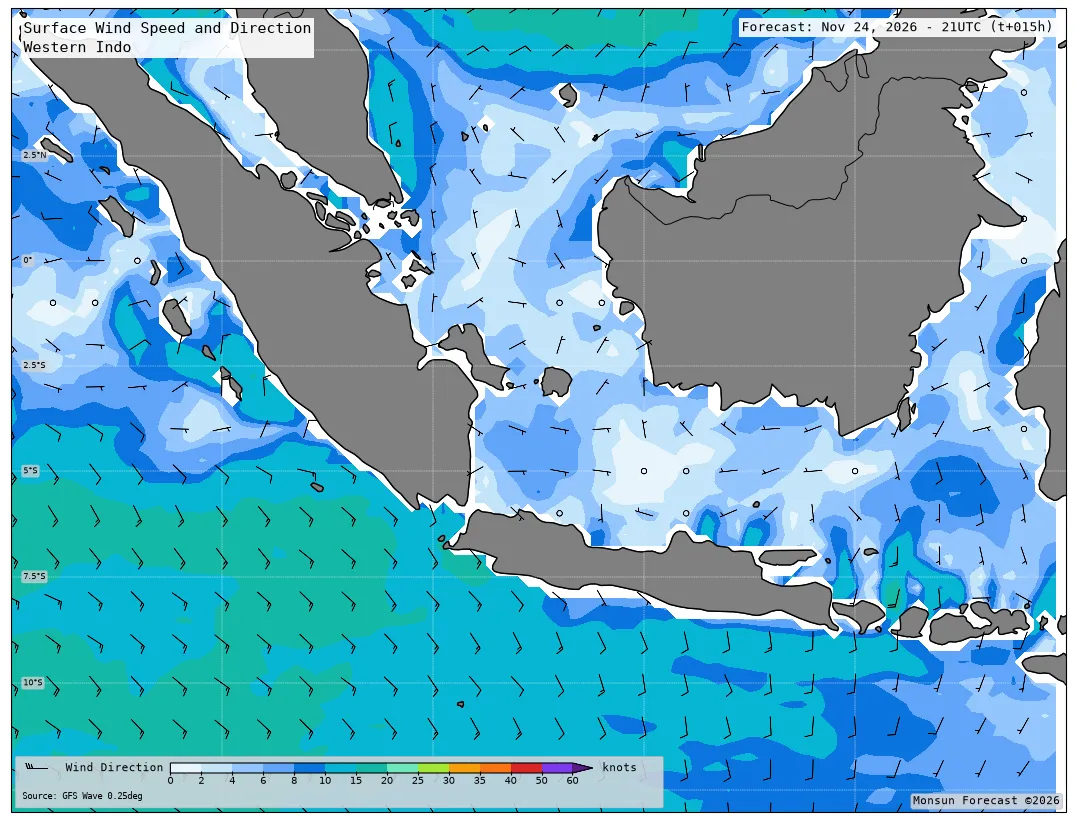 Surface Wind Speed and Direction
Western Indo
Forecast: Nov 24, 2026 - 21UTC (t+015h)
2.5°N
0°
2.5°S
5°S
7.5°S
10°S
Wind Direction
0 2 4 6 8 10 15 20 25 30 35 40 50 60
knots
Source: GFS Wave 0.25deg
Monsun Forecast ©2026